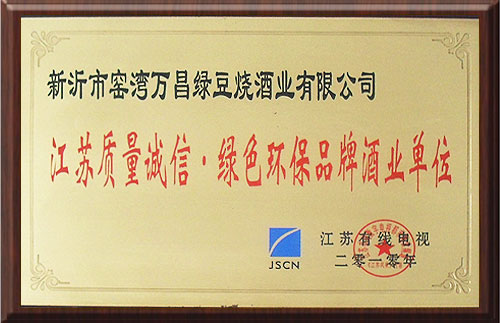 新沂市窑湾万昌绿豆烧酒业有限公司
江苏质量诚信·绿色环保品牌酒业单位
JSCN
江苏有线电视
二零一零年